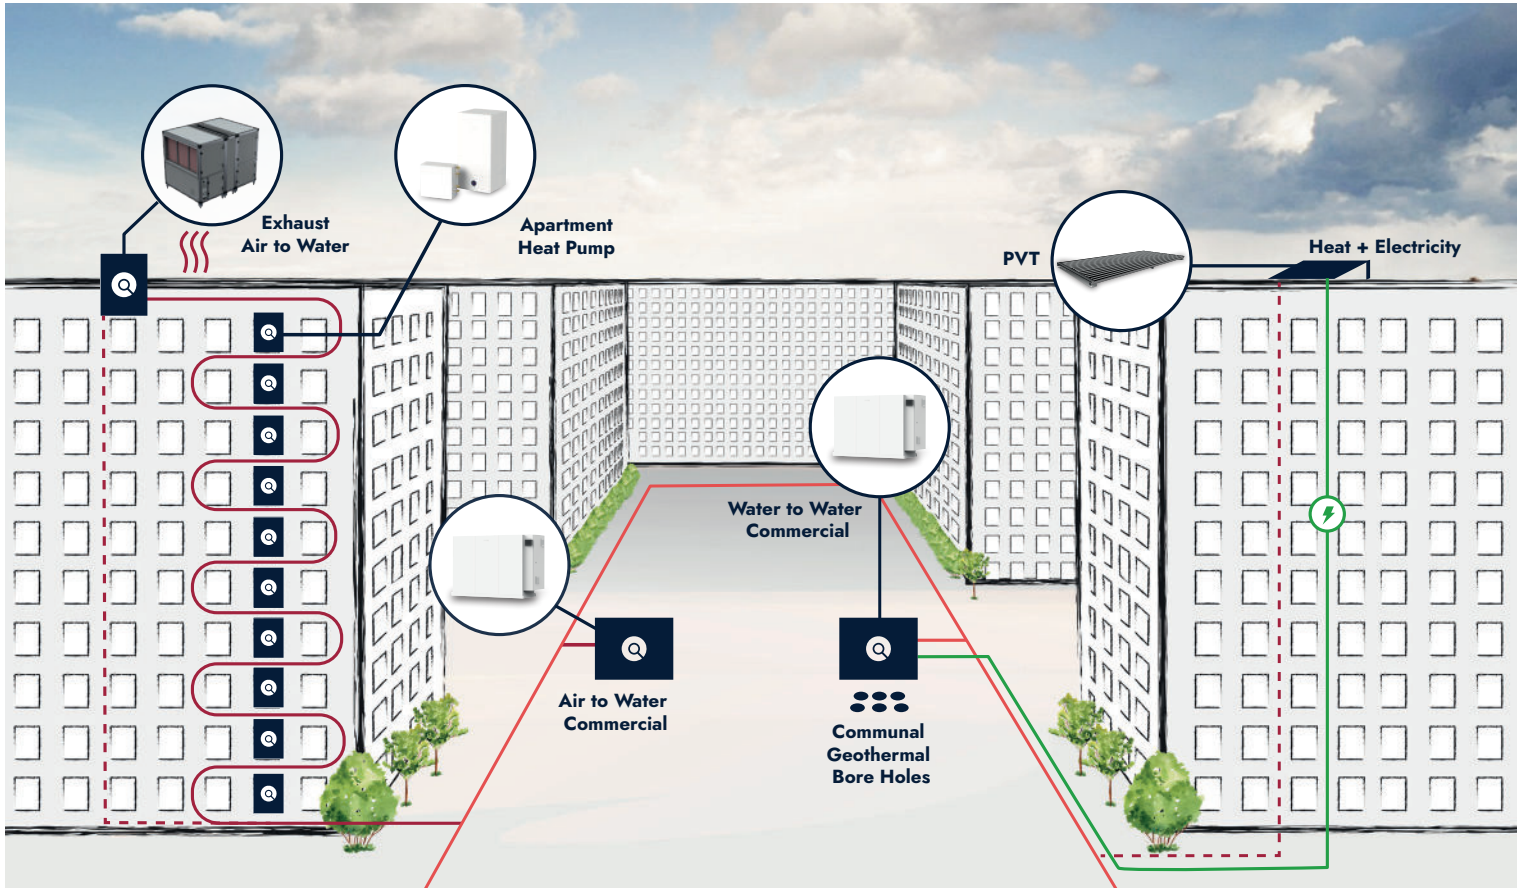 Exhaust
Air to Water
Apartment
Heat Pump
PVT
Heat + Electricity
Water to Water
Commercial
Air to Water
Commercial
Communal
Geothermal
Bore Holes